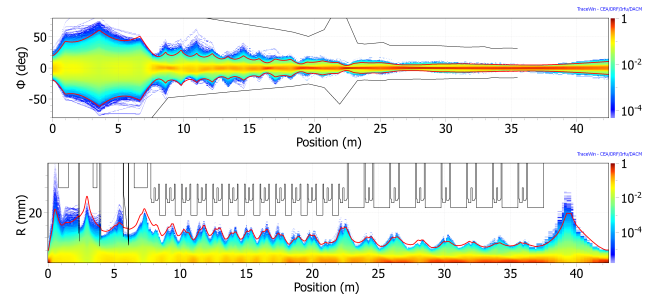 TraceWin - CEA/DRF/Irfu/DACM
50
0
-50
Φ (deg)
1
10⁻²
10⁻⁴
0 5 10 15 20 25 30 35 40
Position (m)
TraceWin - CEA/DRF/Irfu/DACM
20
R (mm)
1
10⁻²
10⁻⁴
0 5 10 15 20 25 30 35 40
Position (m)